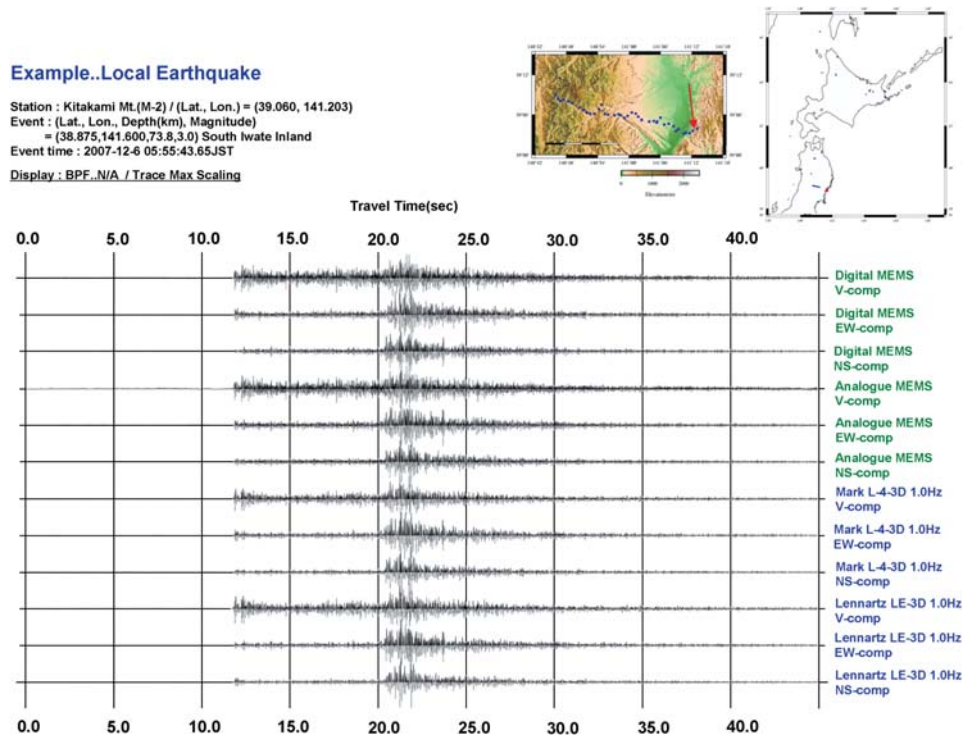 Example..Local Earthquake
Station : Kitakami Mt.(M-2) / (Lat., Lon.) = (39.060, 141.203)
Event : (Lat., Lon., Depth(km), Magnitude)
= (38.875,141.600,73.8,3.0) South Iwate Inland
Event time : 2007-12-6 05:55:43.65JST
Display : BPF..N/A / Trace Max Scaling
0 1000 2000
Travel Time(sec)
0.0 5.0 10.0 15.0 20.0 25.0 30.0 35.0 40.0
Digital MEMS
V-comp
Digital MEMS
EW-comp
Digital MEMS
NS-comp
Analogue MEMS
V-comp
Analogue MEMS
EW-comp
Analogue MEMS
NS-comp
Mark L-4-3D 1.0Hz
V-comp
Mark L-4-3D 1.0Hz
EW-comp
Mark L-4-3D 1.0Hz
NS-comp
Lennartz LE-3D 1.0Hz
V-comp
Lennartz LE-3D 1.0Hz
EW-comp
Lennartz LE-3D 1.0Hz
NS-comp
0.0 5.0 10.0 15.0 20.0 25.0 30.0 35.0 40.0